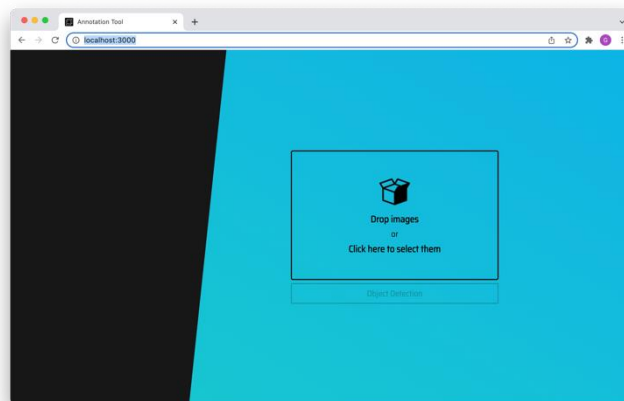 Annotation Tool
localhost:3000
G
Drop images
or
Click here to select them
Object Detection